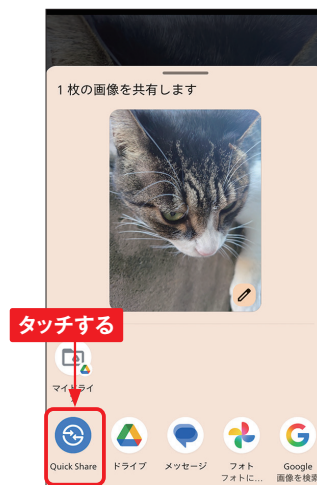 1 枚の画像を共有します
タッチする
マイドライ
Quick Share
ドライブ
メッセージ
フォト
フォトに...
Google
画像を検索